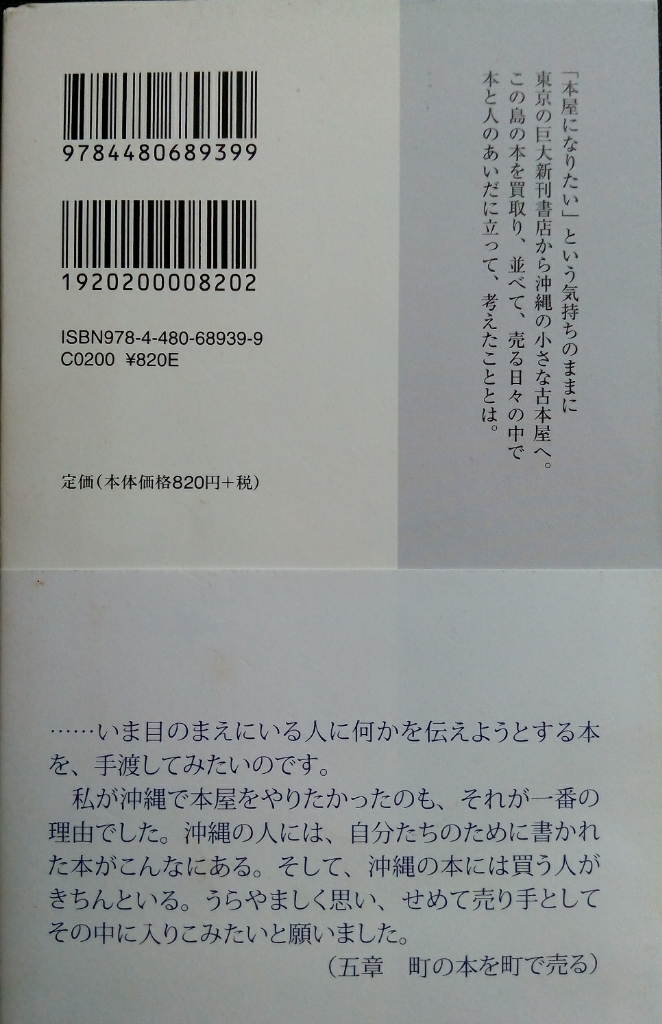 「本屋になりたい」という気持ちのままに
東京の巨大新刊書店から沖縄の小さな古本屋へ。
この島の本を買取り、並べて、売る日々の中で
本と人のあいだに立って、考えたこととは。
9784480689399
1920200008202
ISBN978-4-480-68939-9
C0200 ¥820E
定価(本体価格820円+税)
……いま目のまえにいる人に何かを伝えようとする本
を、手渡してみたいのです。
　私が沖縄で本屋をやりたかったのも、それが一番の
理由でした。沖縄の人には、自分たちのために書かれ
た本がこんなにある。そして、沖縄の本には買う人が
きちんといる。うらやましく思い、せめて売り手として
その中に入りこみたいと願いました。
（五章　町の本を町で売る）